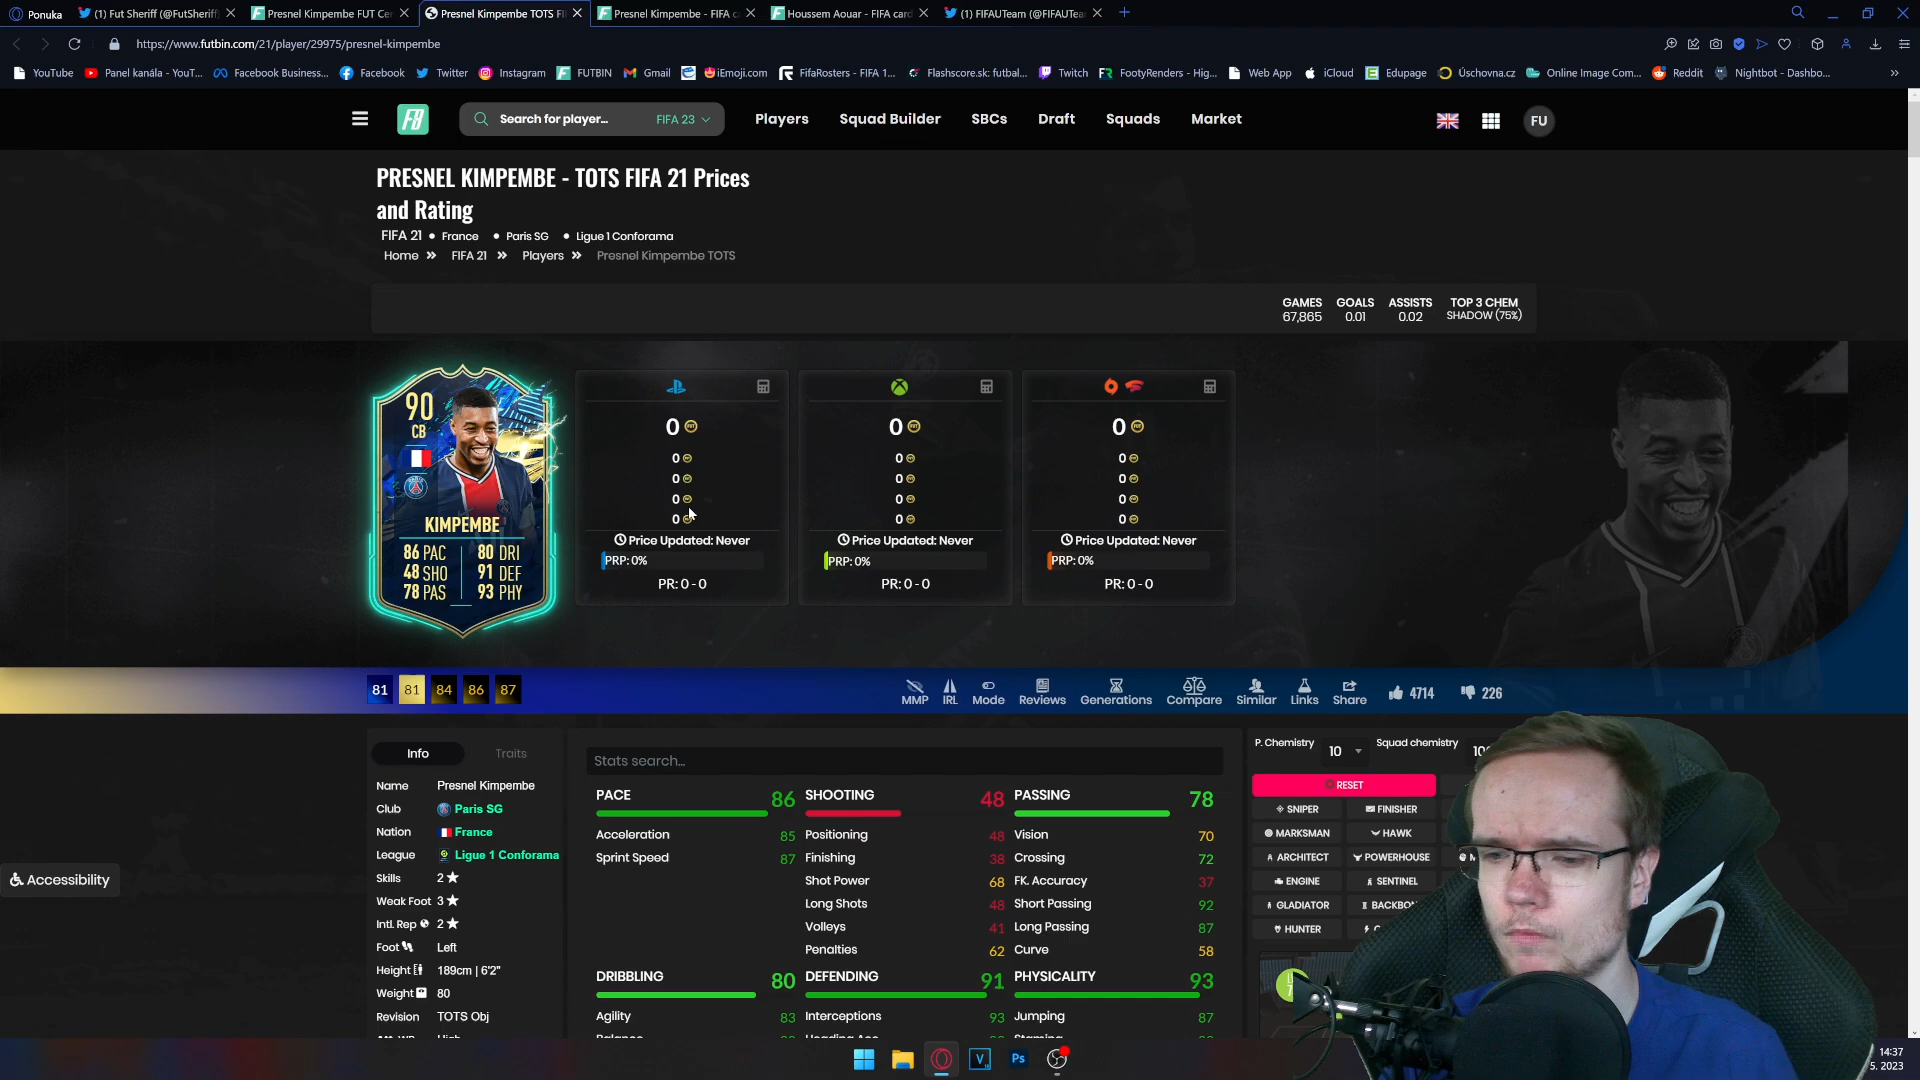 Ponuka
(1) Fut Sheriff (@FutSheriff)
Presnel Kimpembe FUT Ce
Presnel Kimpembe TOTS FI
Presnel Kimpembe - FIFA c
Houssem Aouar - FIFA card
(1) FIFAUTeam (@FIFAUTea
https://www.futbin.com/21/player/29975/presnel-kimpembe
YouTube
Panel kanála - YouT...
Facebook Business...
Facebook
Twitter
Instagram
FUTBIN
Gmail
iEmoji.com
FifaRosters - FIFA 1...
Flashscore.sk: futbal...
Twitch
FootyRenders - Hig...
Web App
iCloud
Edupage
Úschovna.cz
Online Image Com...
Reddit
Nightbot - Dashbo...
Search for player...
FIFA 23
Players
Squad Builder
SBCs
Draft
Squads
Market
FU
PRESNEL KIMPEMBE - TOTS FIFA 21 Prices
and Rating
FIFA 21 • France • Paris SG • Ligue 1 Conforama
Home » FIFA 21 » Players » Presnel Kimpembe TOTS
GAMES GOALS ASSISTS TOP 3 CHEM
67,865 0.01 0.02 SHADOW (75%)
90
CB
KIMPEMBE
86 PAC 80 DRI
48 SHO 91 DEF
78 PAS 93 PHY
0
0
0
0
0
Price Updated: Never
PRP: 0%
PR: 0 - 0
0
0
0
0
0
Price Updated: Never
PRP: 0%
PR: 0 - 0
0
0
0
0
0
Price Updated: Never
PRP: 0%
PR: 0 - 0
81 81 84 86 87
MMP
IRL
Mode
Reviews
Generations
Compare
Similar
Links
Share
4714
226
Info
Traits
Name Presnel Kimpembe
Club Paris SG
Nation France
League Ligue 1 Conforama
Skills 2
Weak Foot 3
Intl. Rep 2
Foot Left
Height 189cm | 6'2"
Weight 80
Revision TOTS Obj
Stats search...
PACE 86
Acceleration 85
Sprint Speed 87
SHOOTING 48
Positioning 48
Finishing 38
Shot Power 68
Long Shots 48
Volleys 41
Penalties 62
PASSING 78
Vision 70
Crossing 72
FK. Accuracy 37
Short Passing 92
Long Passing 87
Curve 58
DRIBBLING 80
Agility 83
DEFENDING 91
Interceptions 93
PHYSICALITY 93
Jumping 87
P. Chemistry 10
Squad chemistry
RESET
SNIPER
FINISHER
MARKSMAN
HAWK
ARCHITECT
POWERHOUSE
ENGINE
SENTINEL
GLADIATOR
BACKBON
HUNTER
Accessibility
14:37
5. 2023